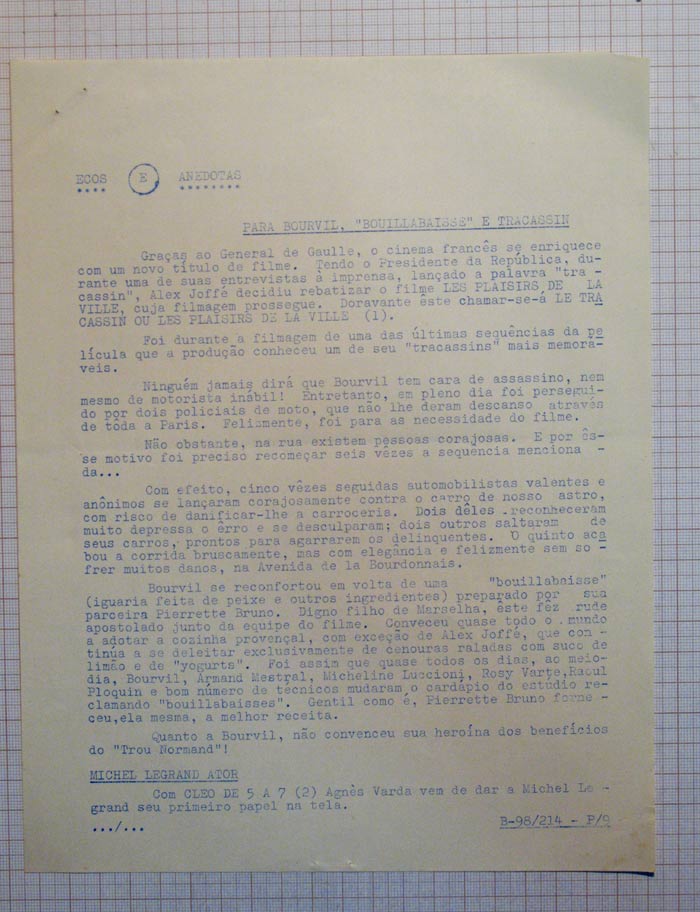 ECOS E ANEDOTAS
PARA BOURVIL, "BOUILLABAISSE" E TRACASSIN
Graças ao General de Gaulle, o cinema francês se enriquece
com um novo título de filme. Tendo o Presidente da República, du-
rante uma de suas entrevistas à imprensa, lançado a palavra "tra -
cassin", Alex Joffé decidiu rebatizar o filme LES PLAISIRS DE LA
VILLE, cuja filmagem prossegue. Doravante êste chamar-se-á LE TRA
CASSIN OU LES PLAISIRS DE LA VILLE (1).
Foi durante a filmagem de uma das últimas sequências da pe
lícula que a produção conheceu um de seu "tracassins" mais memorá-
veis.
Ninguém jamais dirá que Bourvil tem cara de assassino, nem
mesmo de motorista inábil! Entretanto, em pleno dia foi persegui-
do por dois policiais de moto, que não lhe deram descanso através
de toda a Paris. Felizmente, foi para as necessidade do filme.
Não obstante, na rua existem pessoas corajosas. E por ês-
se motivo foi preciso recomeçar seis vêzes a sequencia menciona -
da...
Com efeito, cinco vêzes seguidas automobilistas valentes e
anônimos se lançaram corajosamente contra o carro de nosso astro,
com risco de danificar-lhe a carroceria. Dois dêles reconheceram
muito depressa o êrro e se desculparam; dois outros saltaram de
seus carros, prontos para agarrarem os delinquentes. O quinto aca
bou a corrida bruscamente, mas com elegância e felizmente sem so -
frer muitos danos, na Avenida de la Bourdonnais.
Bourvil se reconfortou em volta de uma "bouillabaisse"
(iguaria feita de peixe e outros ingredientes) preparado por sua
parceira Pierrette Bruno. Digno filho de Marselha, êste fez rude
apostolado junto da equipe do filme. Conveceu quase todo o mundo
a adotar a cozinha provençal, com exceção de Alex Joffé, que con -
tinúa a se deleitar exclusivamente de cenouras raladas com suco de
limão e de "yogurts". Foi assim que quase todos os dias, ao meio-
dia, Bourvil, Armand Mestral, Micheline Luccioni, Rosy Varte,Raoul
Ploquin e bom número de técnicos mudaram o cardápio do estúdio re-
clamando "bouillabaisses". Gentil como é, Pierrette Bruno forne -
ceu,ela mesma, a melhor receita.
Quanto a Bourvil, não convenceu sua heroína dos benefícios
do "Trou Normand"!
MICHEL LEGRAND ATOR
Com CLEO DE 5 A 7 (2) Agnès Varda vem de dar a Michel Le -
grand seu primeiro papel na tela.
.../...
B-98/214 - P/9